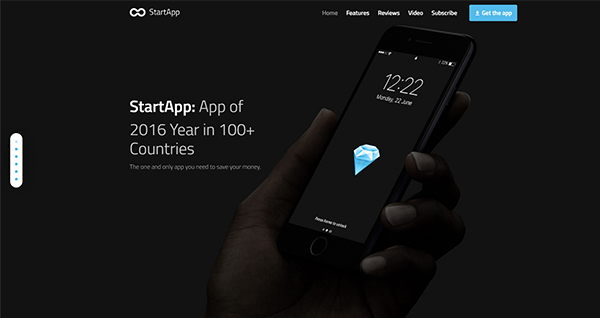 StartApp
Home Features Reviews Video Subscribe Get the app
StartApp: App of
2016 Year in 100+
Countries
The one and only app you need to save your money.
12:22
Monday, 22 June
Press home to unlock